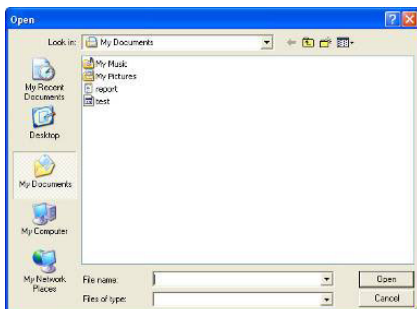 Open
Look in: My Documents
My Recent
Documents
Desktop
My Documents
My Computer
My Network
Places
My Music
My Pictures
report
test
File name:
Open
Files of type:
Cancel